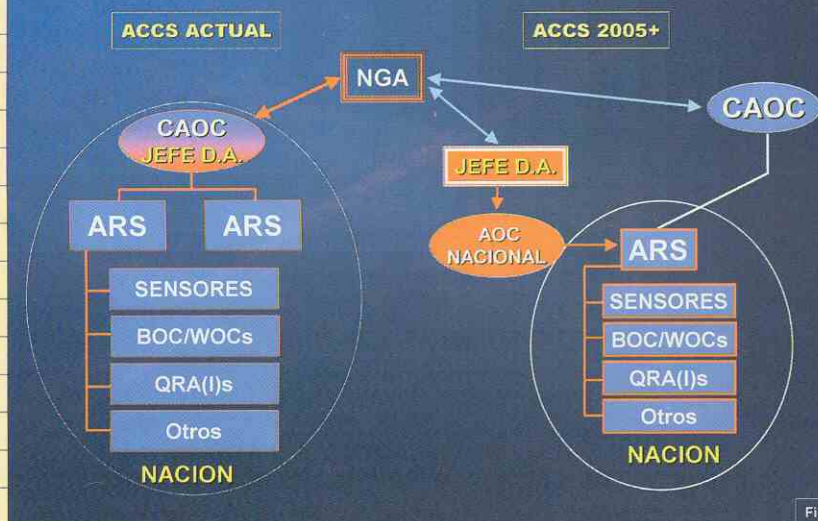 ACCS ACTUAL
ACCS 2005+
NGA
CAOC
JEFE D.A.
ARS
ARS
SENSORES
BOC/WOCs
QRA(I)s
Otros
NACION
CAOC
JEFE D.A.
AOC
NACIONAL
ARS
SENSORES
BOC/WOCs
QRA(I)s
Otros
NACION